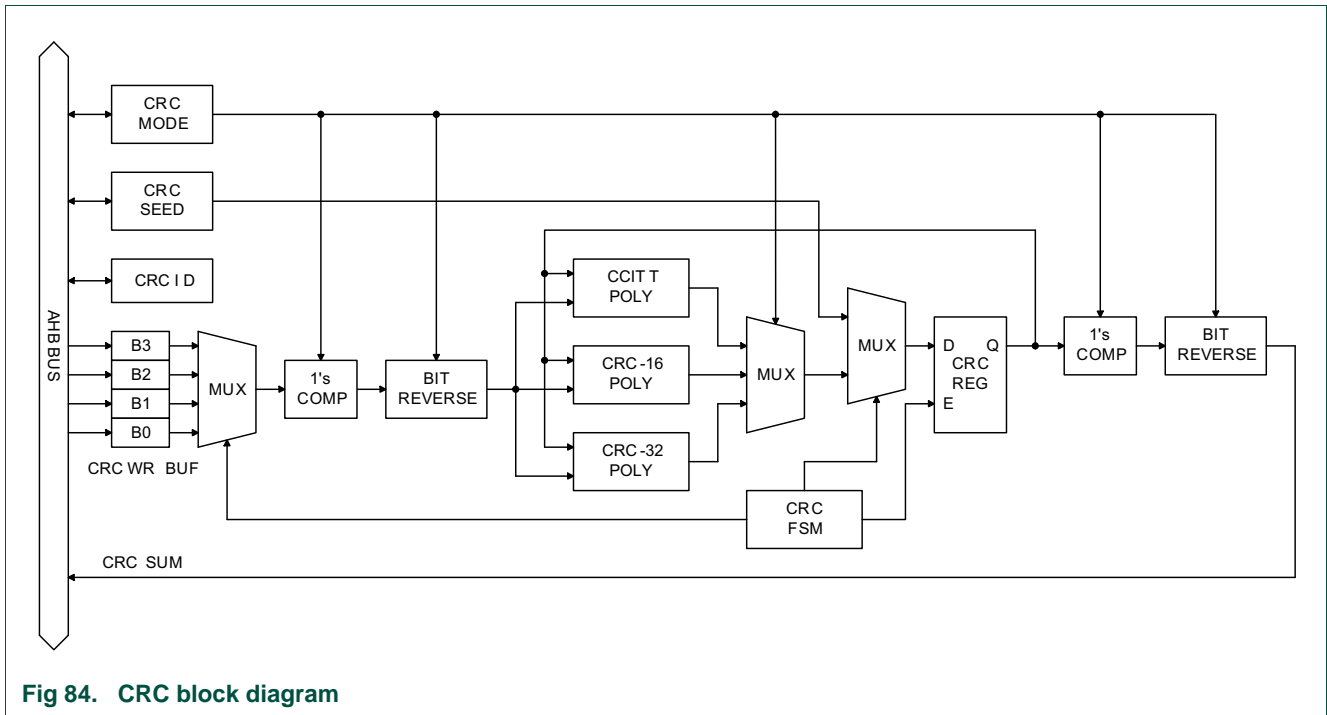 CRC
MODE
CRC
SEED
CRC ID
AHB BUS
B3
B2
B1
B0
CRC WR BUF
MUX
1's
COMP
BIT
REVERSE
CCITT
POLY
CRC-16
POLY
CRC-32
POLY
MUX
MUX
CRC
FSM
D Q
CRC
REG
E
1's
COMP
BIT
REVERSE
CRC SUM
Fig 84. CRC block diagram